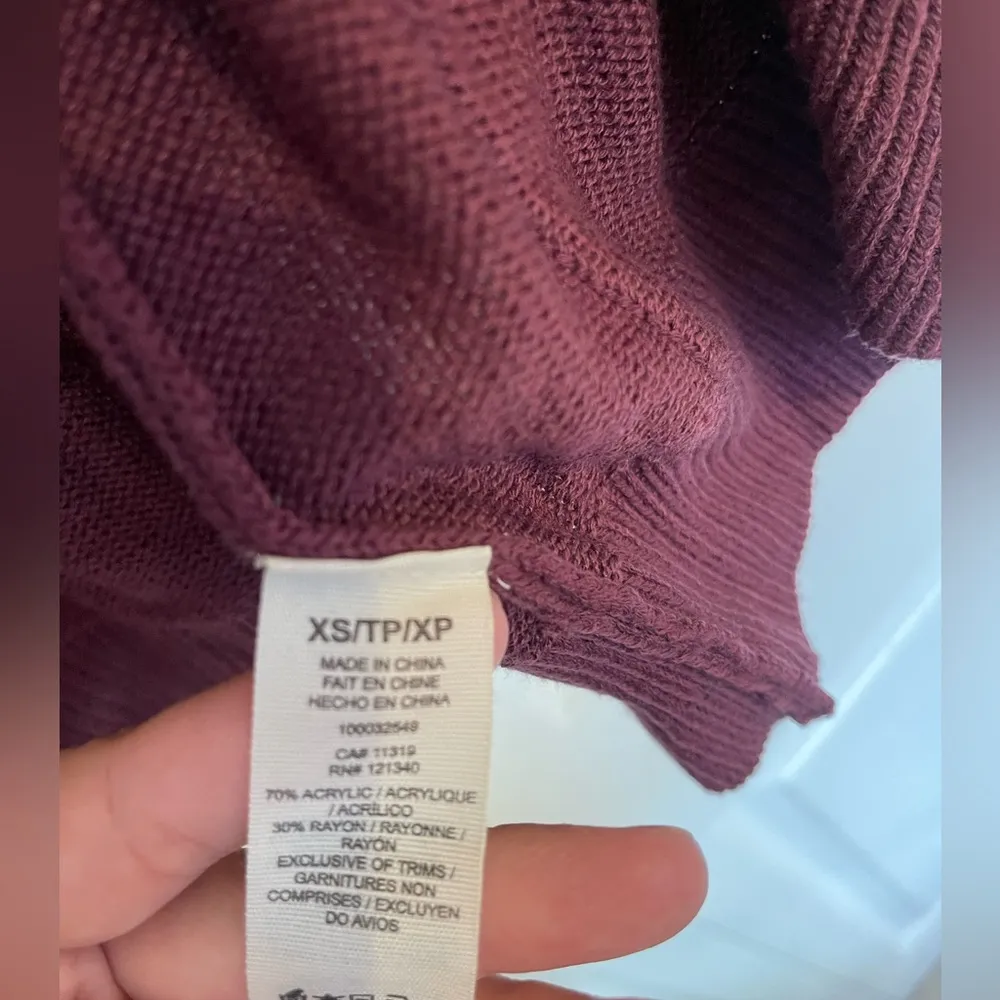 XS/TP/XP
MADE IN CHINA
FAIT EN CHINE
HECHO EN CHINA
100032549
CA# 11319
RN# 121340
70% ACRYLIC / ACRYLIQUE
/ ACRÍLICO
30% RAYON / RAYONNE /
RAYÓN
EXCLUSIVE OF TRIMS /
GARNITURES NON
COMPRISES / EXCLUYEN
DO AVIOS